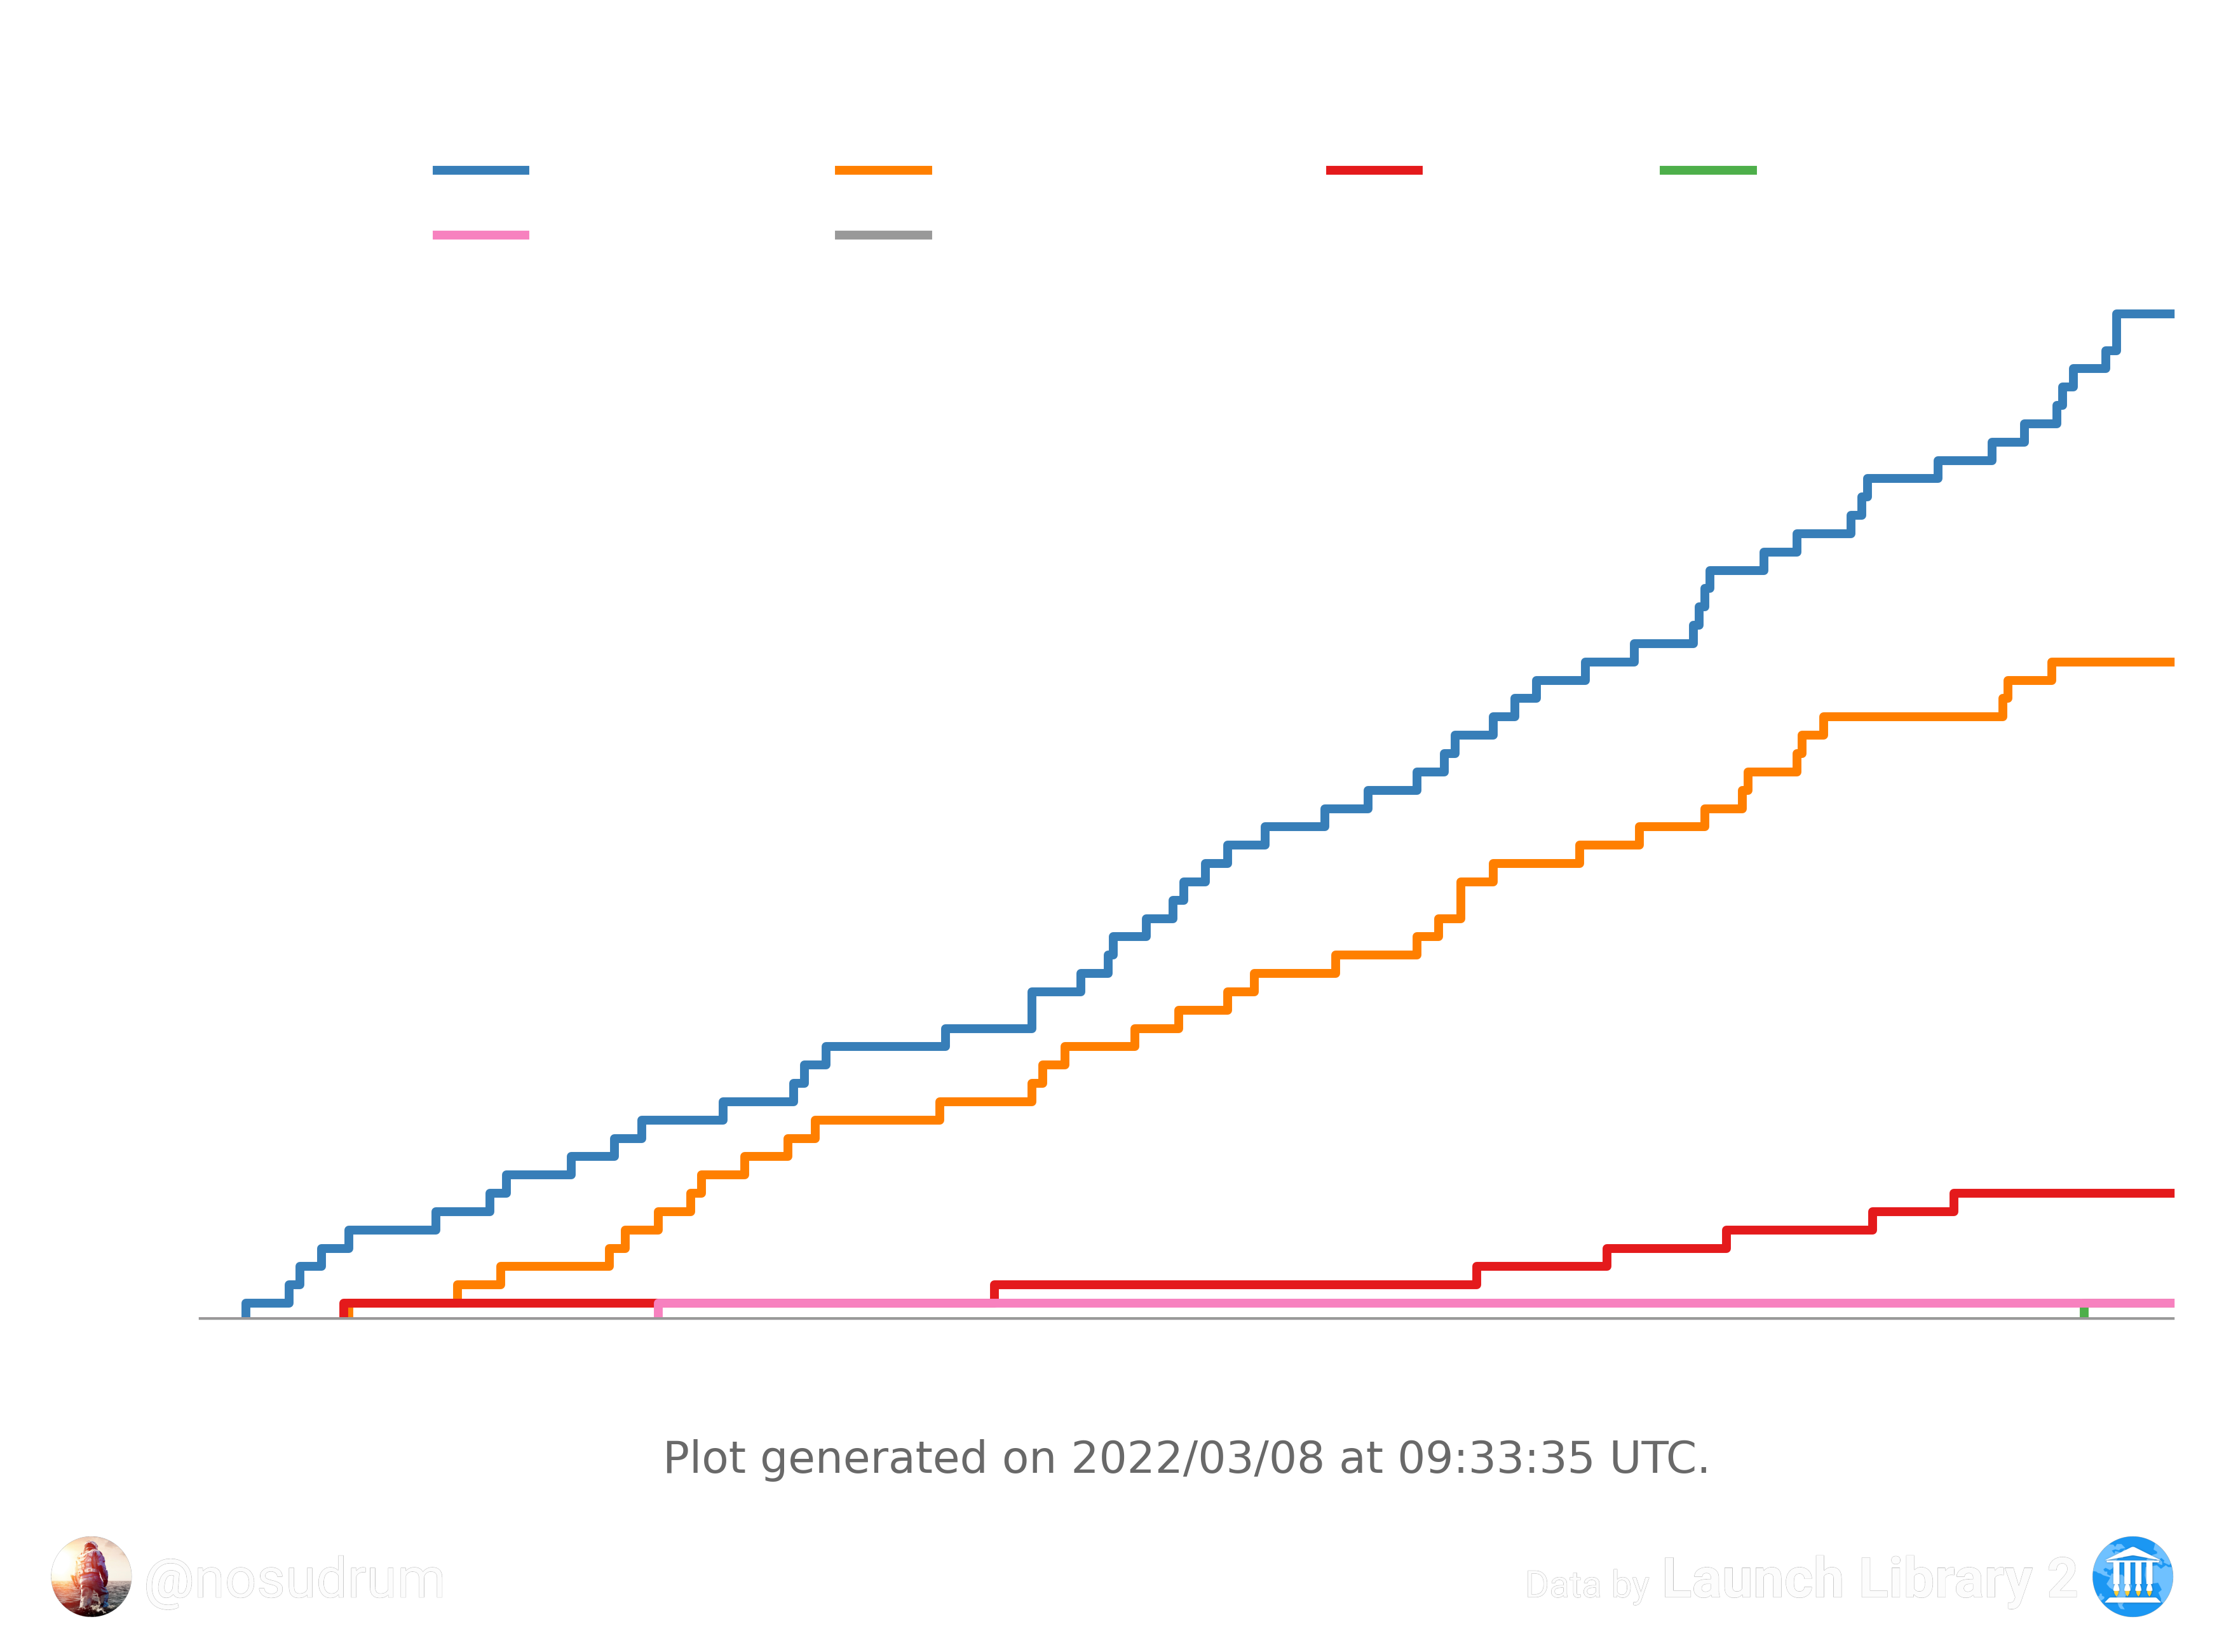 Plot generated on 2022/03/08 at 09:33:35 UTC.
@nosudrum
Data by Launch Library 2